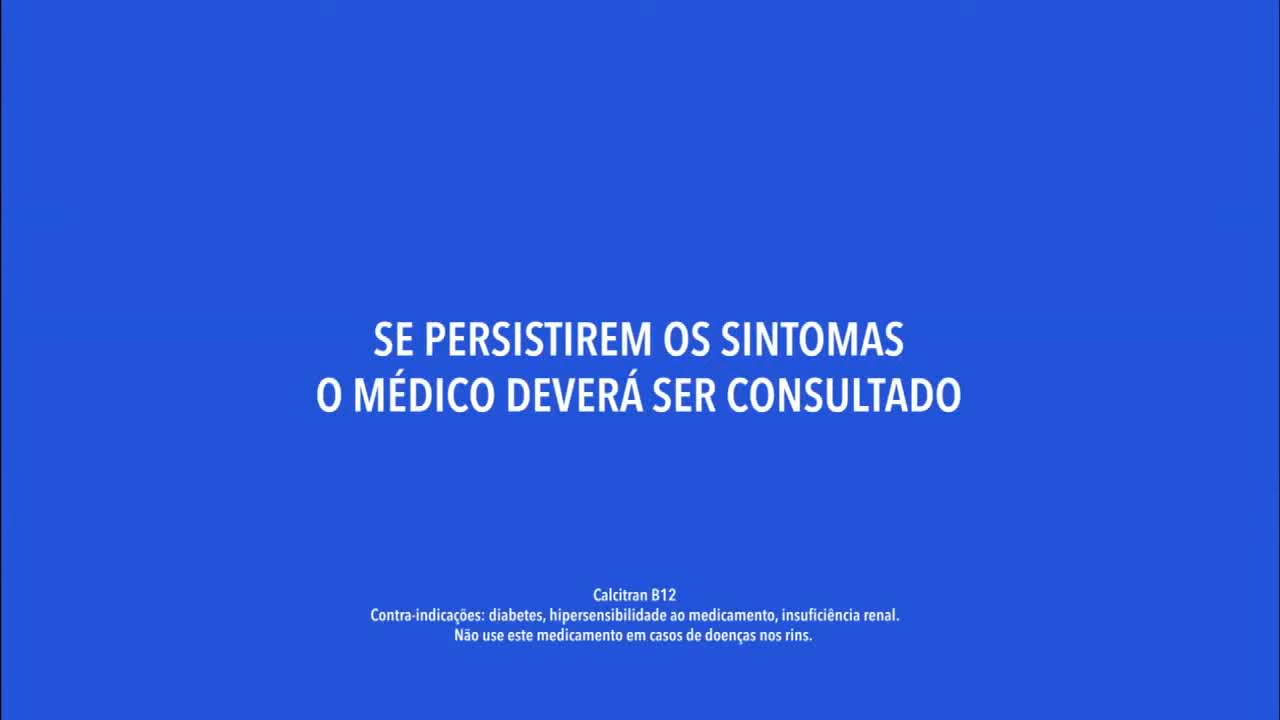 SE PERSISTIREM OS SINTOMAS
O MÉDICO DEVERÁ SER CONSULTADO
Calcitran B12
Contra-indicações: diabetes, hipersensibilidade ao medicamento, insuficiência renal.
Não use este medicamento em casos de doenças nos rins.